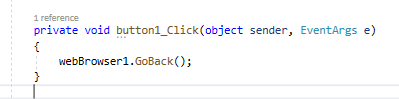 1 reference
private void button1_Click(object sender, EventArgs e)
{
webBrowser1.GoBack();
}